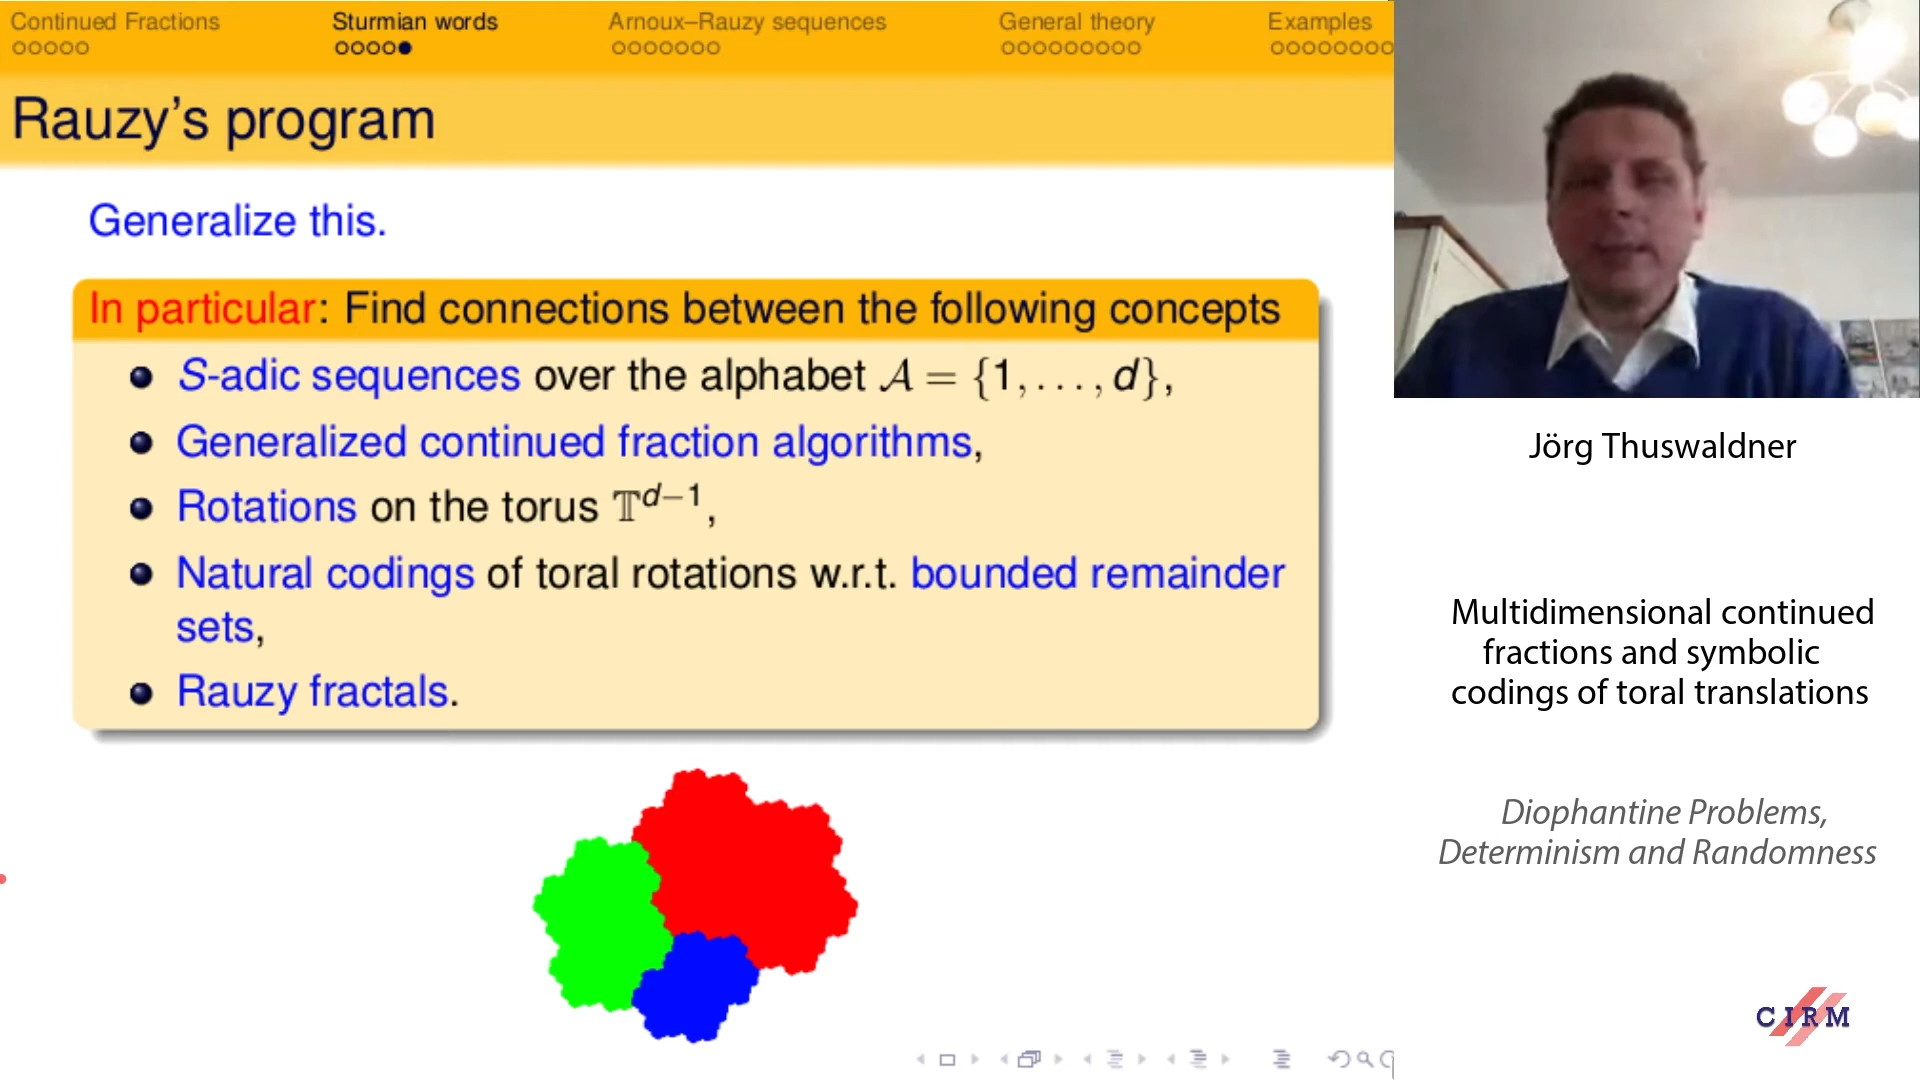 Continued Fractions Sturmian words Arnoux–Rauzy sequences General theory Examples
Rauzy's program
Generalize this.
In particular: Find connections between the following concepts
S-adic sequences over the alphabet 𝒜 = {1, . . . , d},
Generalized continued fraction algorithms,
Rotations on the torus 𝕋^{d−1},
Natural codings of toral rotations w.r.t. bounded remainder
sets,
Rauzy fractals.
Jörg Thuswaldner
Multidimensional continued
fractions and symbolic
codings of toral translations
Diophantine Problems,
Determinism and Randomness
CIRM